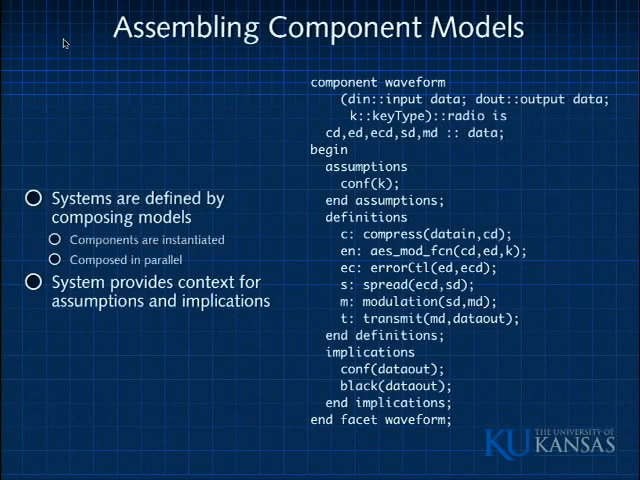 Assembling Component Models
Systems are defined by
composing models
Components are instantiated
Composed in parallel
System provides context for
assumptions and implications
component waveform
(din::input data; dout::output data;
k::keyType)::radio is
cd,ed,ecd,sd,md :: data;
begin
assumptions
conf(k);
end assumptions;
definitions
c: compress(datain,cd);
en: aes_mod_fcn(cd,ed,k);
ec: errorCtl(ed,ecd);
s: spread(ecd,sd);
m: modulation(sd,md);
t: transmit(md,dataout);
end definitions;
implications
conf(dataout);
black(dataout);
end implications;
end facet waveform;
KU THE UNIVERSITY OF
KANSAS